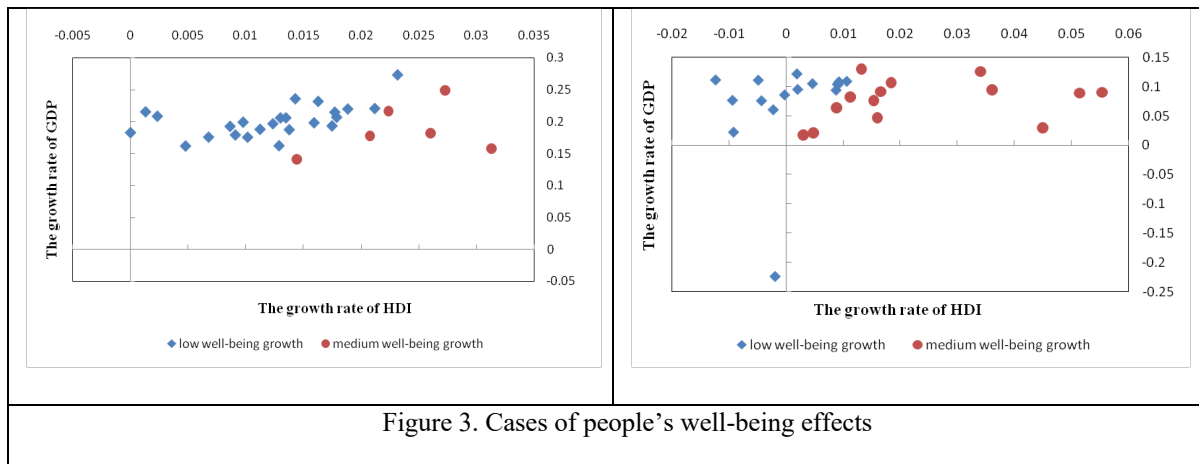 -0.005 0 0.005 0.01 0.015 0.02 0.025 0.03 0.035
0.3
0.25
0.2
0.15
0.1
0.05
0
-0.05
The growth rate of GDP
The growth rate of HDI
low well-being growth medium well-being growth
-0.02 -0.01 0 0.01 0.02 0.03 0.04 0.05 0.06
0.15
0.1
0.05
0
-0.05
-0.1
-0.15
-0.2
-0.25
The growth rate of GDP
The growth rate of HDI
low well-being growth medium well-being growth
Figure 3. Cases of people’s well-being effects